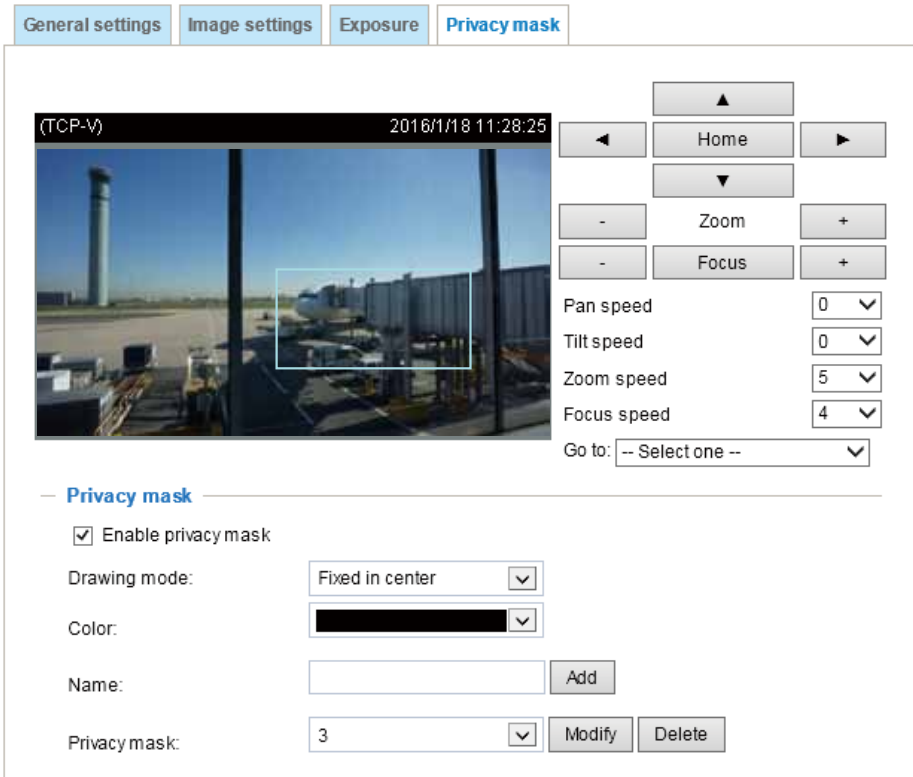 General settings Image settings Exposure Privacy mask
(TCP-V) 2016/1/18 11:28:25
▲
◄ Home ►
▼
- Zoom +
- Focus +
Pan speed 0
Tilt speed 0
Zoom speed 5
Focus speed 4
Go to: -- Select one --
Privacy mask
Enable privacy mask
Drawing mode: Fixed in center
Color:
Name: Add
Privacy mask: 3 Modify Delete